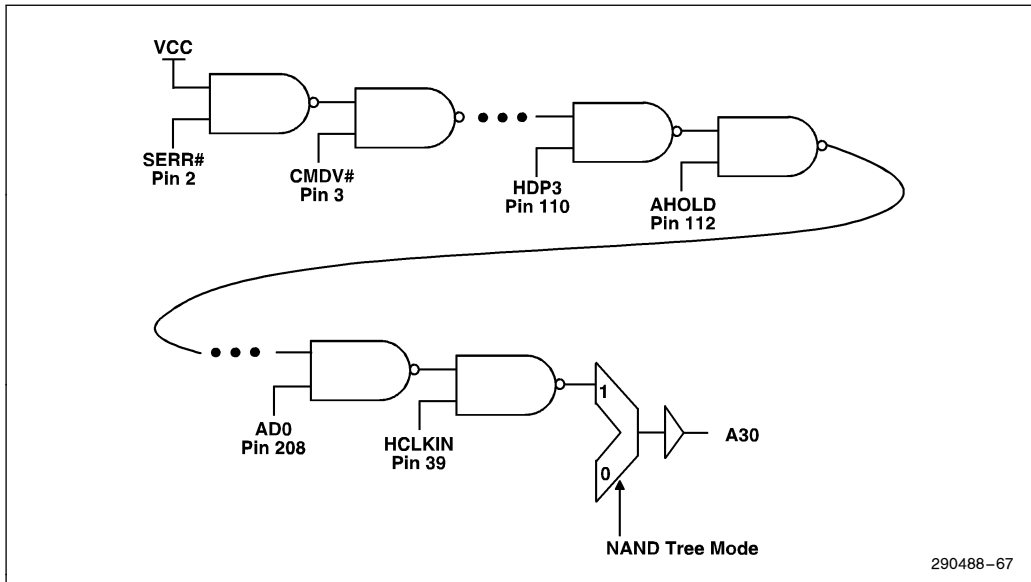 VCC
SERR#
Pin 2
CMDV#
Pin 3
HDP3
Pin 110
AHOLD
Pin 112
AD0
Pin 208
HCLKIN
Pin 39
1
0
A30
NAND Tree Mode
290488–67